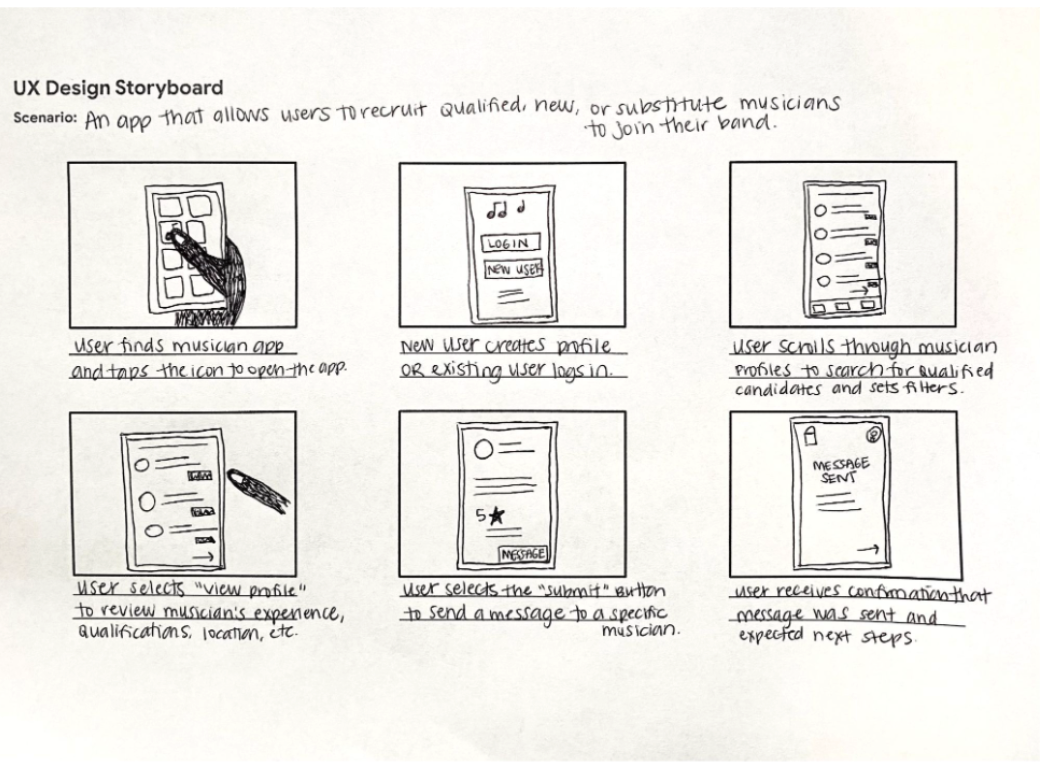 UX Design Storyboard
Scenario: An app that allows users to recruit qualified, new, or substitute musicians
to join their band.
LOGIN
NEW USER
User finds musician app
and taps the icon to open the app.
New user creates profile
OR existing user logs in.
User scrolls through musician
profiles to search for qualified
candidates and sets filters.
5★
MESSAGE
MESSAGE
SENT
User selects "view profile"
to review musician's experience,
qualifications, location, etc.
User selects the "submit" button
to send a message to a specific
musician.
User receives confirmation that
message was sent and
expected next steps.